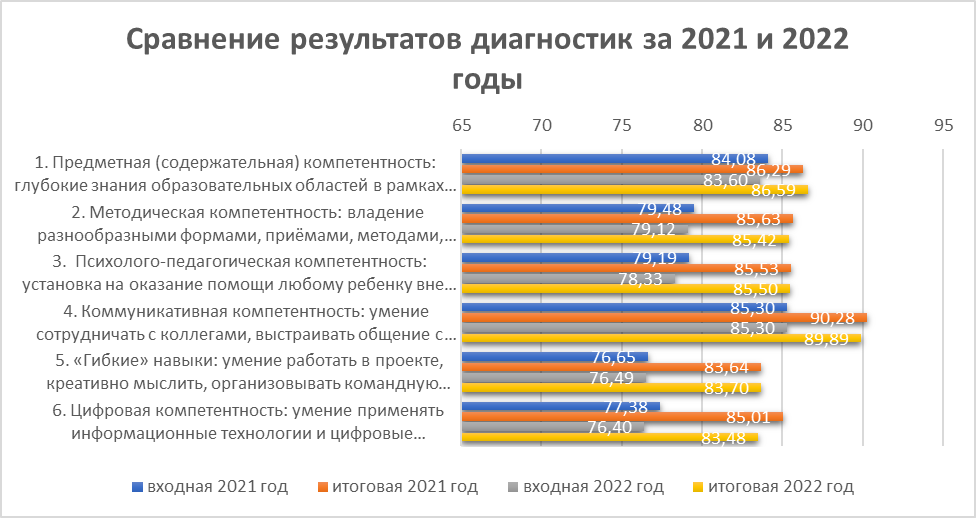 Сравнение результатов диагностик за 2021 и 2022
годы
65 70 75 80 85 90 95
1. Предметная (содержательная) компетентность:
глубокие знания образовательных областей в рамках…
84,08
86,29
83,60
86,59
2. Методическая компетентность: владение
разнообразными формами, приёмами, методами,…
79,48
85,63
79,12
85,42
3. Психолого-педагогическая компетентность:
установка на оказание помощи любому ребенку вне…
79,19
85,53
78,33
85,50
4. Коммуникативная компетентность: умение
сотрудничать с коллегами, выстраивать общение с…
85,30
90,28
85,30
89,89
5. «Гибкие» навыки: умение работать в проекте,
креативно мыслить, организовывать командную…
76,65
83,64
76,49
83,70
6. Цифровая компетентность: умение применять
информационные технологии и цифровые…
77,38
85,01
76,40
83,48
входная 2021 год итоговая 2021 год входная 2022 год итоговая 2022 год